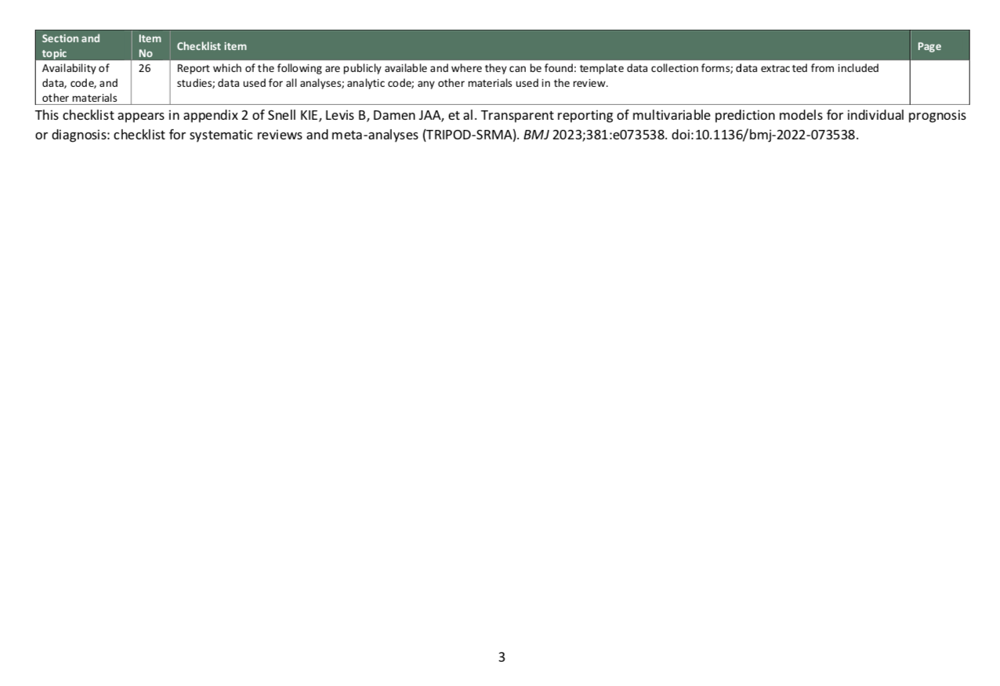 Section and topic
Item No
Checklist item
Page
Availability of
data, code, and
other materials
26
Report which of the following are publicly available and where they can be found: template data collection forms; data extracted from included
studies; data used for all analyses; analytic code; any other materials used in the review.
This checklist appears in appendix 2 of Snell KIE, Levis B, Damen JAA, et al. Transparent reporting of multivariable prediction models for individual prognosis
or diagnosis: checklist for systematic reviews and meta-analyses (TRIPOD-SRMA). BMJ 2023;381:e073538. doi:10.1136/bmj-2022-073538.
3